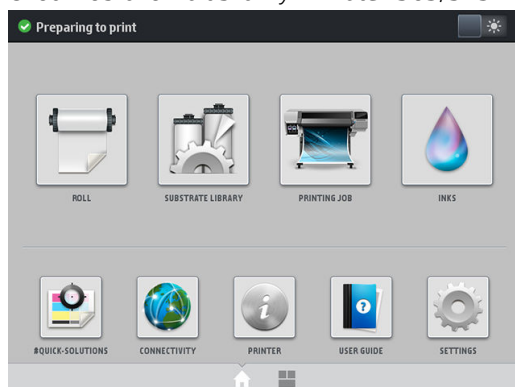 Preparing to print
ROLL
SUBSTRATE LIBRARY
PRINTING JOB
INKS
#QUICK-SOLUTIONS
CONNECTIVITY
PRINTER
USER GUIDE
SETTINGS